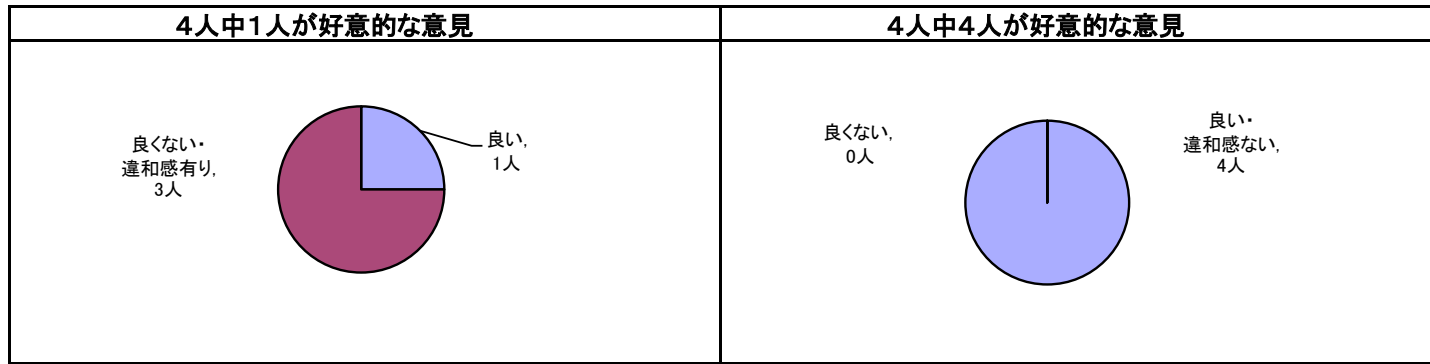 4人中1人が好意的な意見
4人中4人が好意的な意見
良くない・
違和感有り,
3人
良い,
1人
良くない,
0人
良い・
違和感ない,
4人